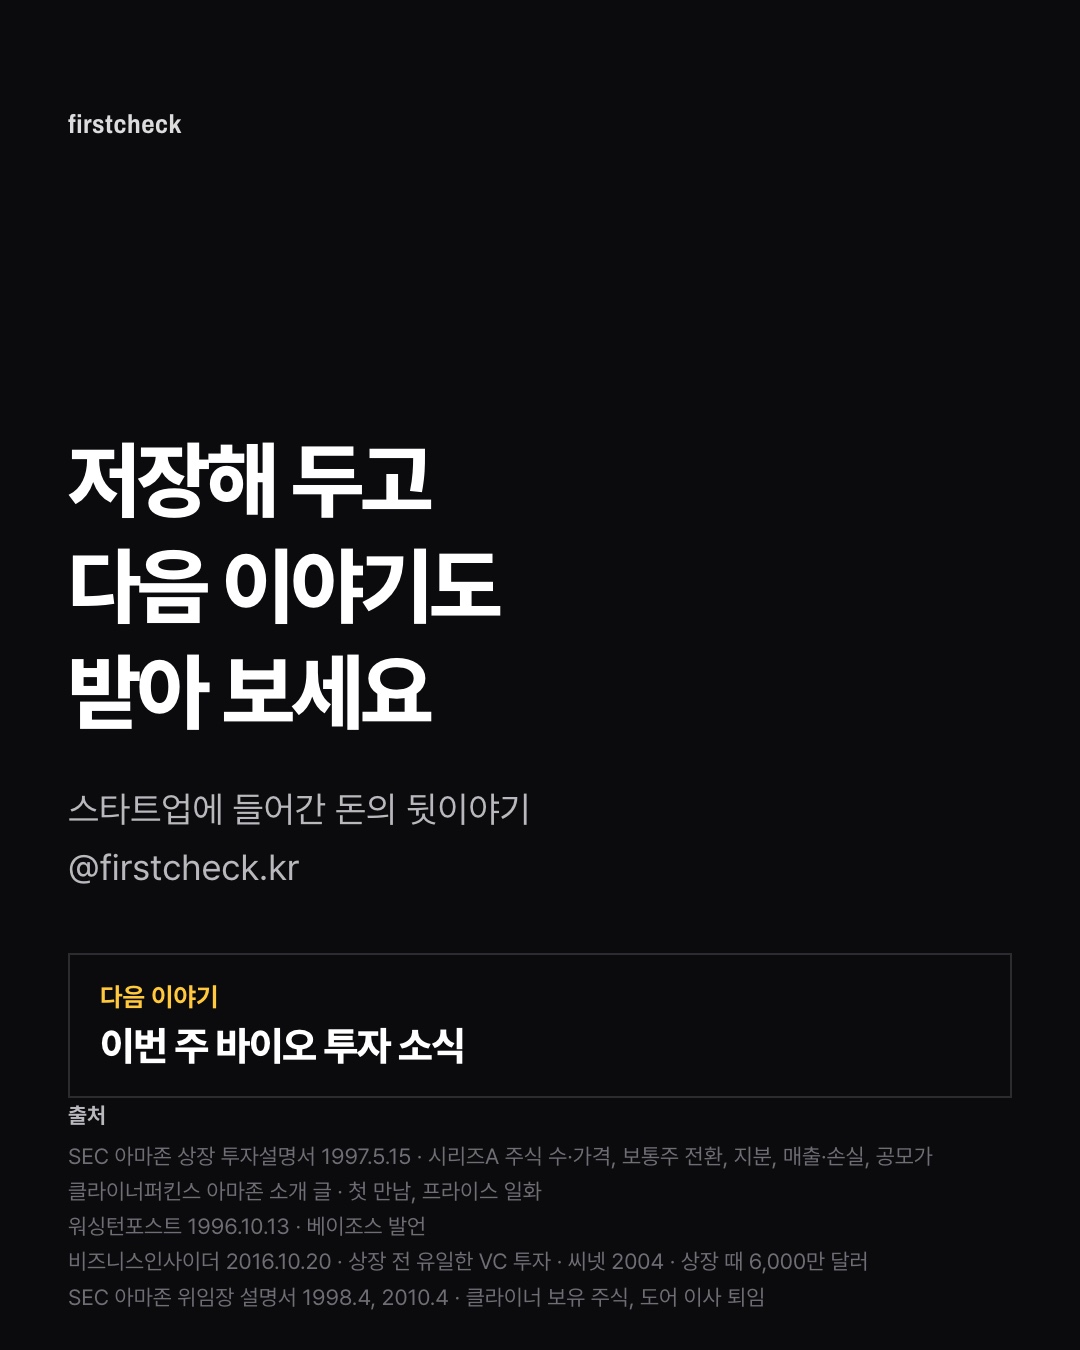 firstcheck
저장해 두고
다음 이야기도
받아 보세요
스타트업에 들어간 돈의 뒷이야기
@firstcheck.kr
다음 이야기
이번 주 바이오 투자 소식
출처
SEC 아마존 상장 투자설명서 1997.5.15 · 시리즈A 주식 수·가격, 보통주 전환, 지분, 매출·손실, 공모가
클라이너퍼킨스 아마존 소개 글 · 첫 만남, 프라이스 일화
워싱턴포스트 1996.10.13 · 베이조스 발언
비즈니스인사이더 2016.10.20 · 상장 전 유일한 VC 투자 · 씨넷 2004 · 상장 때 6,000만 달러
SEC 아마존 위임장 설명서 1998.4, 2010.4 · 클라이너 보유 주식, 도어 이사 퇴임